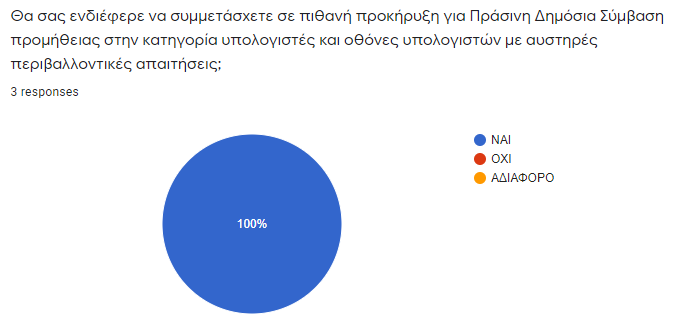 Θα σας ενδιέφερε να συμμετάσχετε σε πιθανή προκήρυξη για Πράσινη Δημόσια Σύμβαση
προμήθειας στην κατηγορία υπολογιστές και οθόνες υπολογιστών με αυστηρές
περιβαλλοντικές απαιτήσεις;
3 responses
ΝΑΙ
ΟΧΙ
ΑΔΙΑΦΟΡΟ
100%